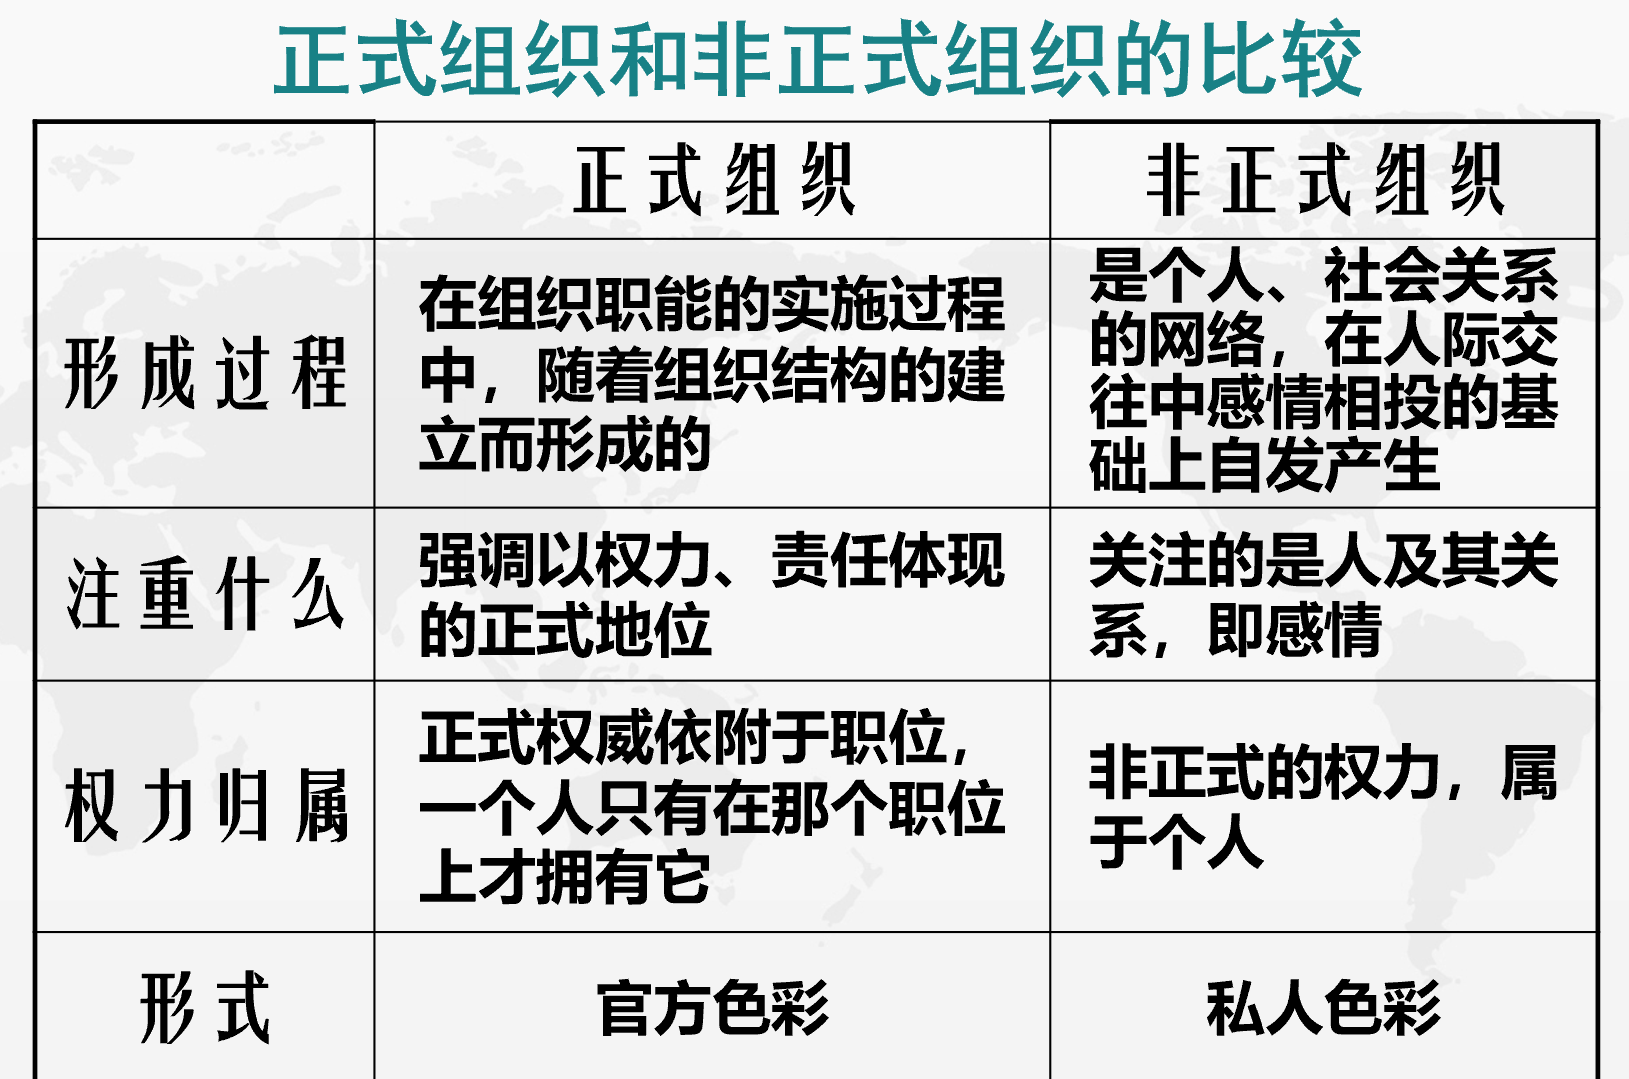 正式组织和非正式组织的比较
正式组织
非正式组织
形成过程
在组织职能的实施过程
中，随着组织结构的建
立而形成的
是个人、社会关系
的网络，在人际交
往中感情相投的基
础上自发产生
注重什么
强调以权力、责任体现
的正式地位
关注的是人及其关
系，即感情
权力归属
正式权威依附于职位，
一个人只有在那个职位
上才拥有它
非正式的权力，属
于个人
形式
官方色彩
私人色彩